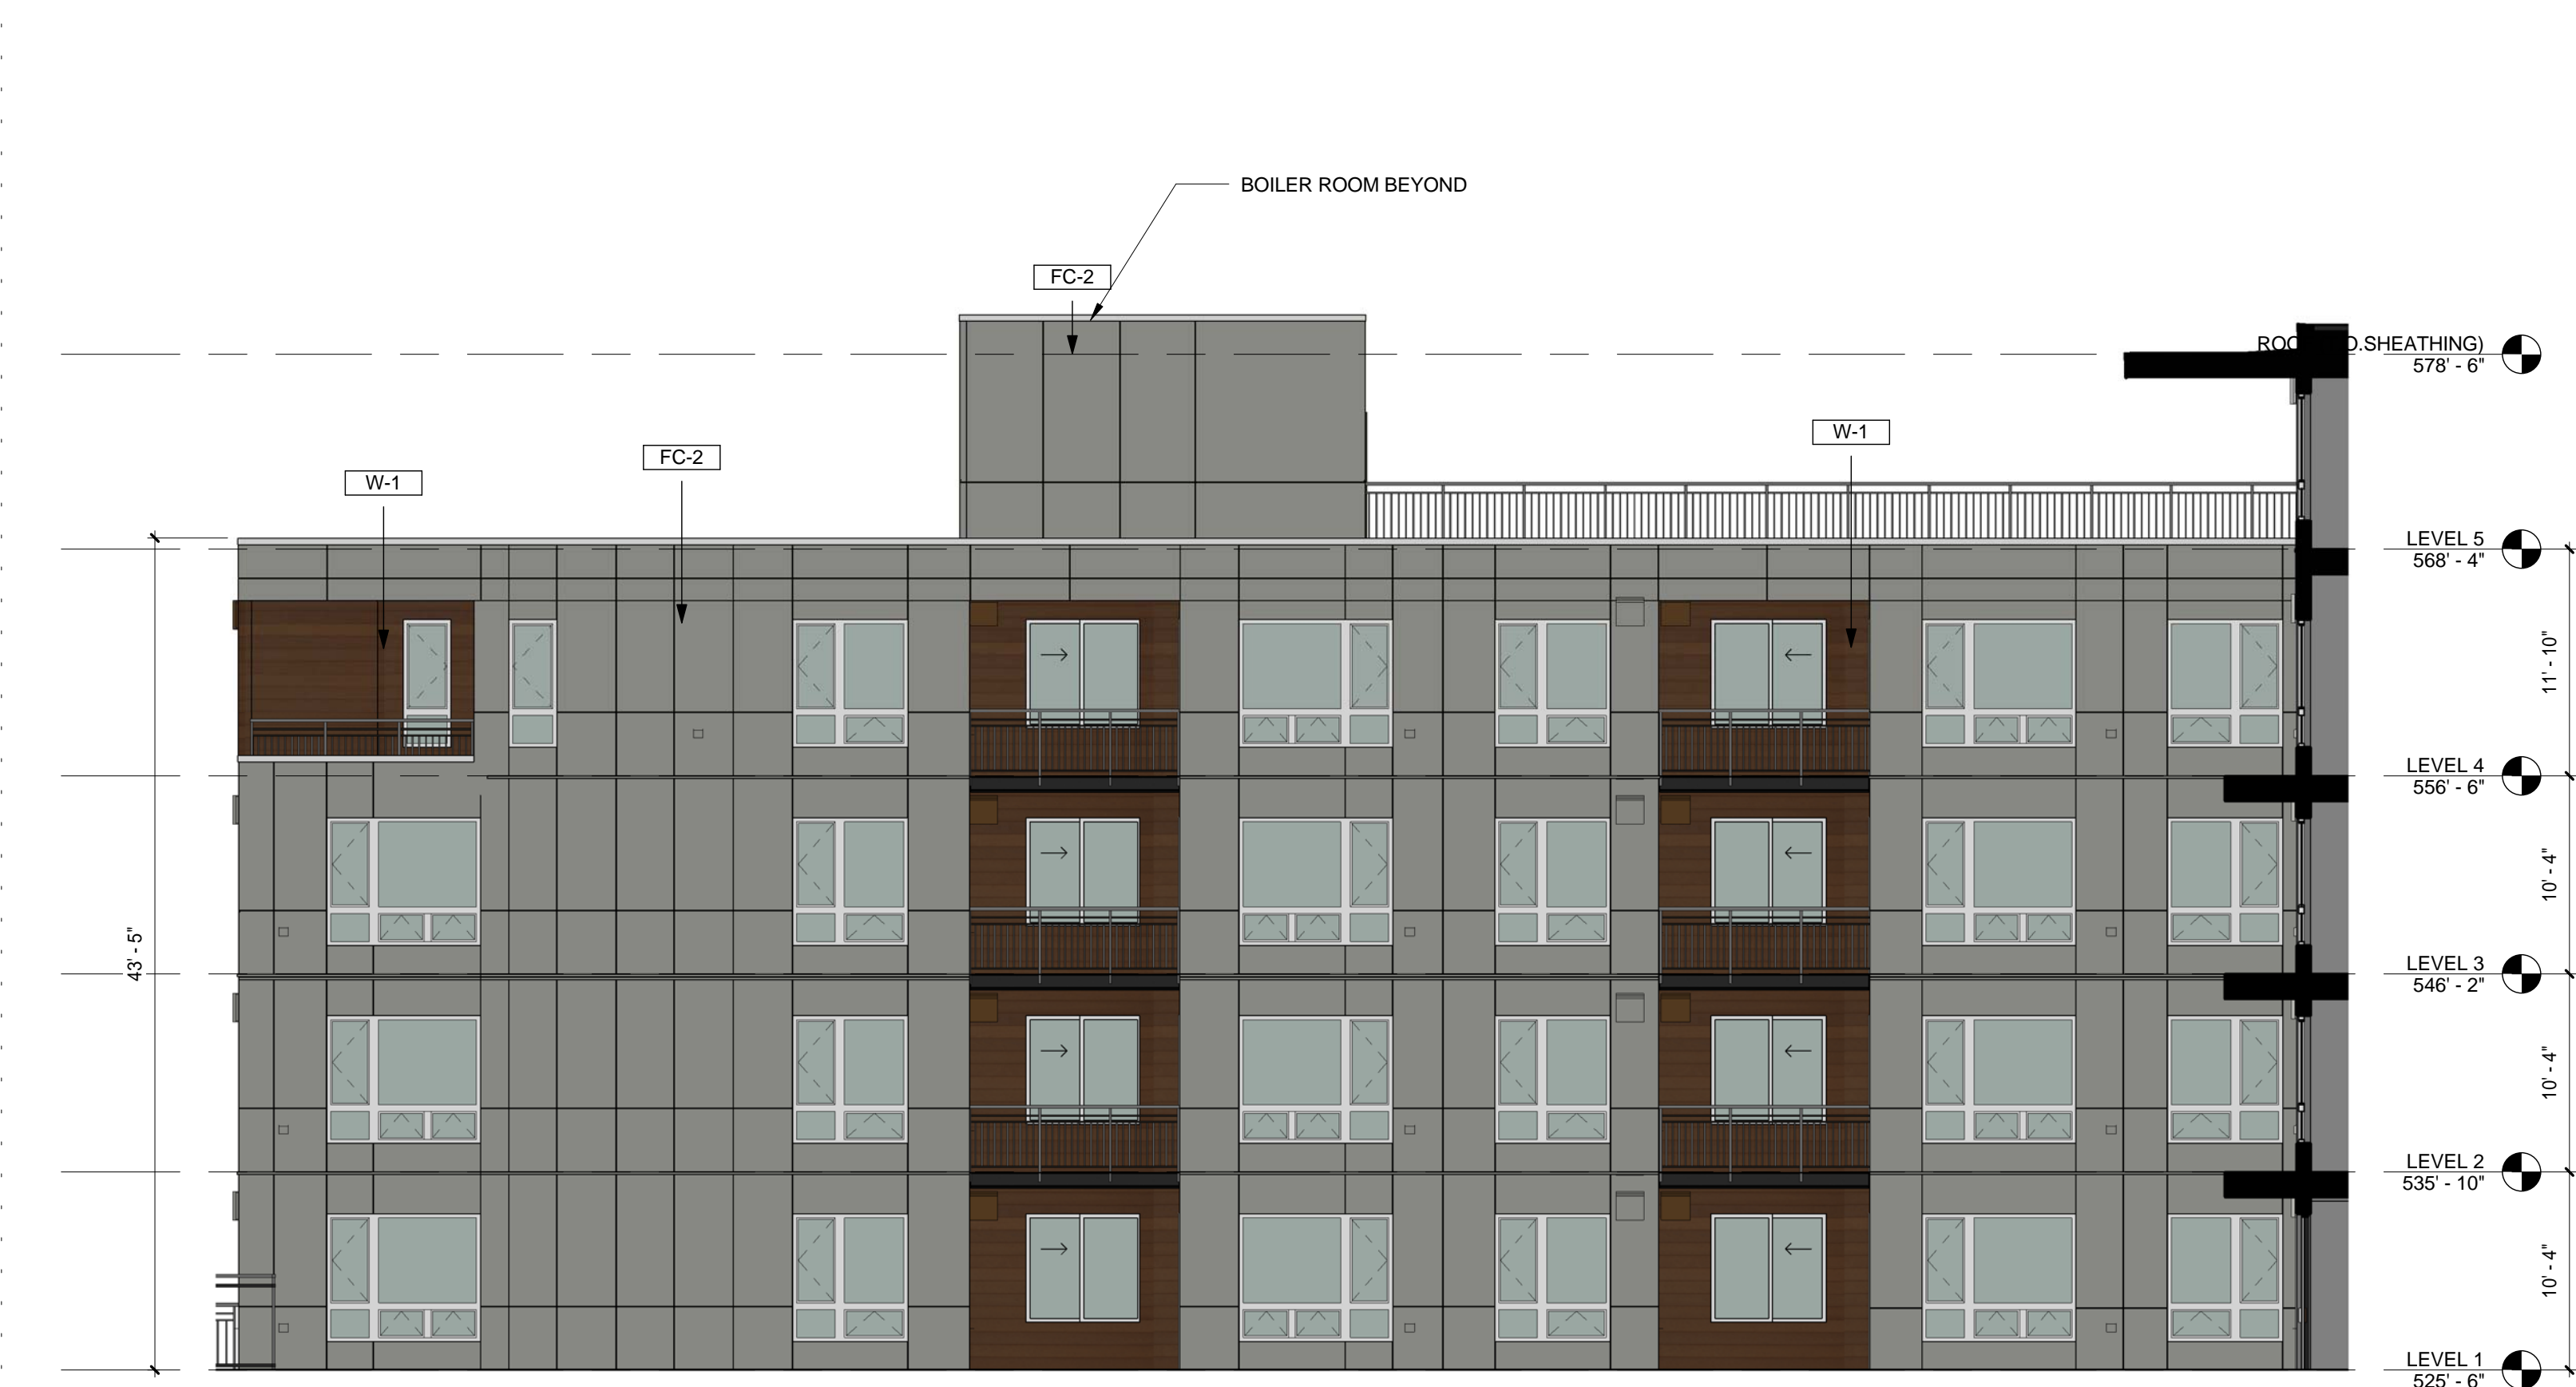 BOILER ROOM BEYOND
FC-2
SHEATHING)
578' - 6"
W-1
FC-2
W-1
LEVEL 5
568' - 4"
11' - 10"
LEVEL 4
556' - 6"
10' - 4"
43' - 5"
LEVEL 3
546' - 2"
10' - 4"
LEVEL 2
535' - 10"
10' - 4"
LEVEL 1
525' - 6"